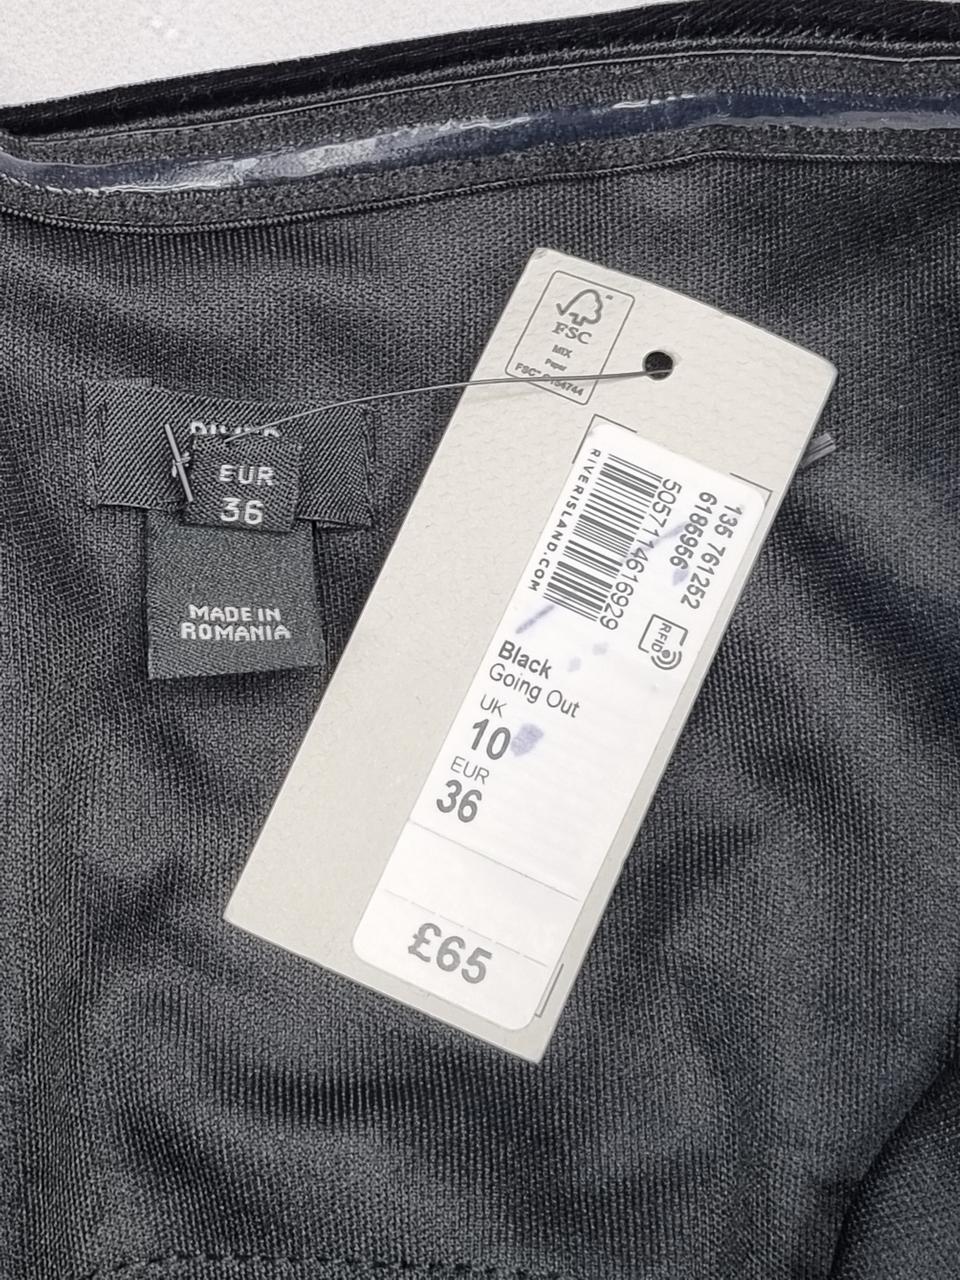 FSC
MIX
Paper
RIVERISLAND.COM
5057114616929
6186956
135 761252
RFID
Black
Going Out
UK
10
EUR
36
£65
EUR
36
MADE IN
ROMANIA